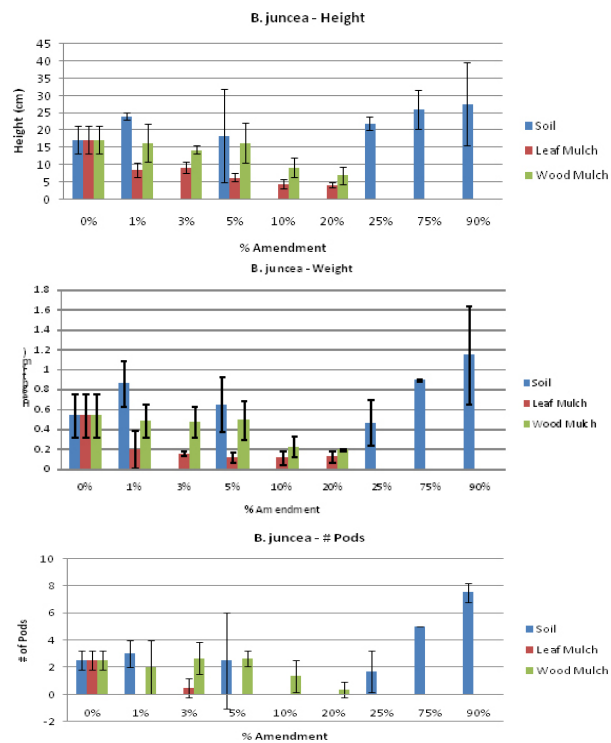 B. juncea - Height
Height (cm)
45
40
35
30
25
20
15
10
5
0
0% 1% 3% 5% 10% 20% 25% 75% 90%
% Amendment
Soil
Leaf Mulch
Wood Mulch
B. juncea - Weight
1.8
1.6
1.4
1.2
1
0.8
0.6
0.4
0.2
0
0% 1% 3% 5% 10% 20% 25% 75% 90%
% Amendment
Soil
Leaf Mulch
Wood Mulch
B. juncea - # Pods
# of Pods
10
8
6
4
2
0
-2
0% 1% 3% 5% 10% 20% 25% 75% 90%
% Amendment
Soil
Leaf Mulch
Wood Mulch